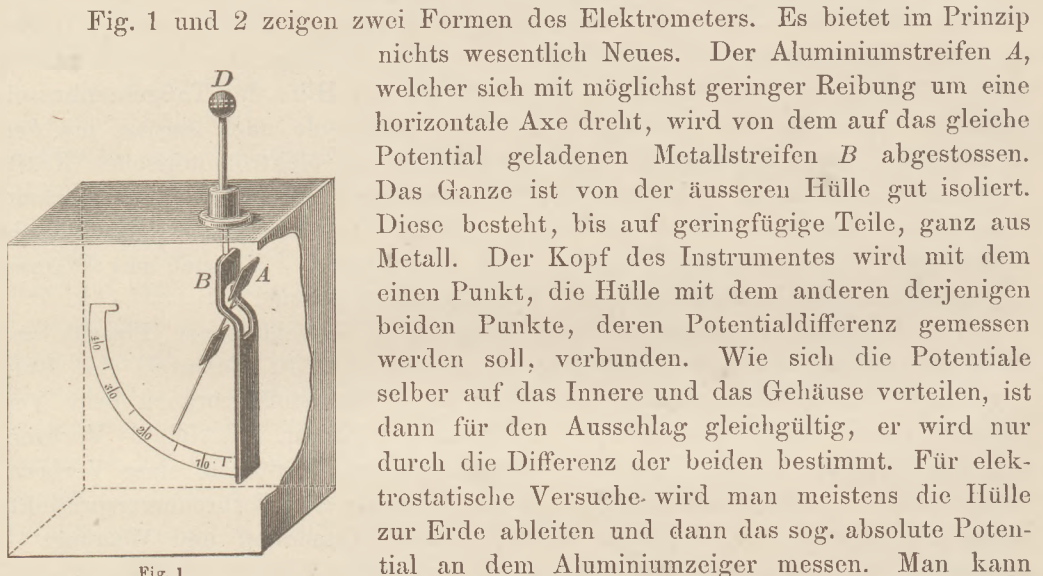 Fig. 1 und 2 zeigen zwei Formen des Elektrometers. Es bietet im Prinzip
nichts wesentlich Neues. Der Aluminiumstreifen A,
welcher sich mit möglichst geringer Reibung um eine
horizontale Axe dreht, wird von dem auf das gleiche
Potential geladenen Metallstreifen B abgestossen.
Das Ganze ist von der äusseren Hülle gut isoliert.
Diese besteht, bis auf geringfügige Teile, ganz aus
Metall. Der Kopf des Instrumentes wird mit dem
einen Punkt, die Hülle mit dem anderen derjenigen
beiden Punkte, deren Potentialdifferenz gemessen
werden soll, verbunden. Wie sich die Potentiale
selber auf das Innere und das Gehäuse verteilen, ist
dann für den Ausschlag gleichgültig, er wird nur
durch die Differenz der beiden bestimmt. Für elek-
trostatische Versuche wird man meistens die Hülle
zur Erde ableiten und dann das sog. absolute Poten-
tial an dem Aluminiumzeiger messen. Man kann
D
B A
40
30
20
10
Fig. 1